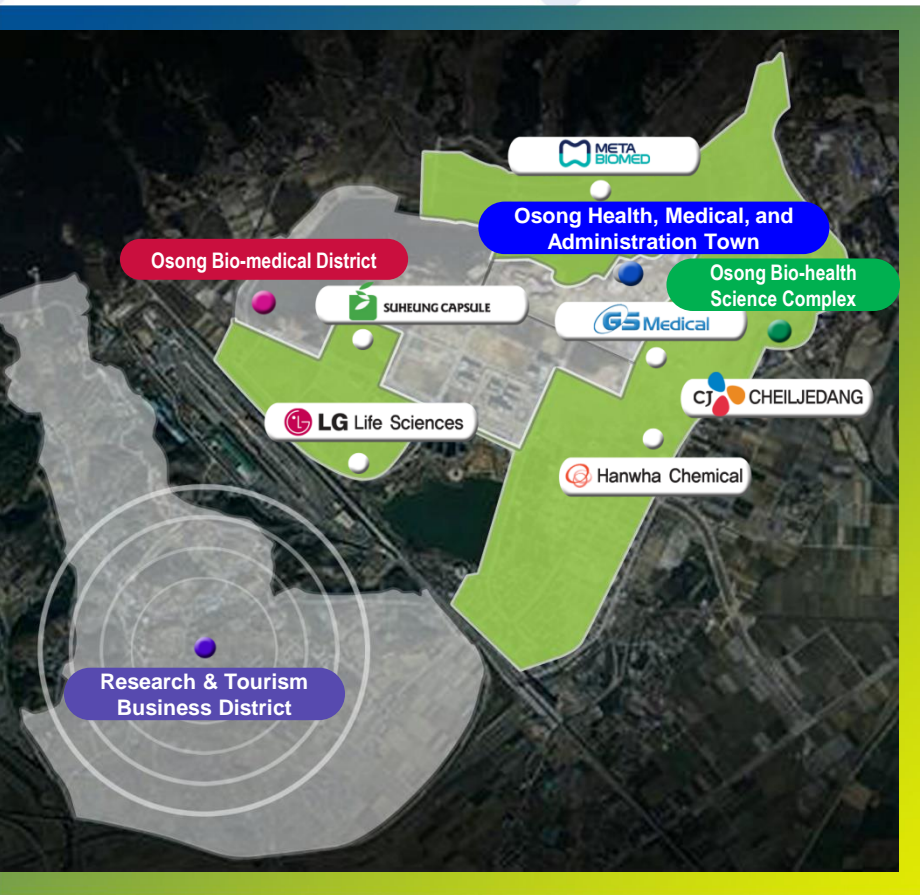 META
BIOMED
Osong Health, Medical, and
Administration Town
Osong Bio-medical District
Osong Bio-health
Science Complex
SUHEUNG CAPSULE
GS Medical
CJ CHEILJEDANG
LG Life Sciences
Hanwha Chemical
Research & Tourism
Business District